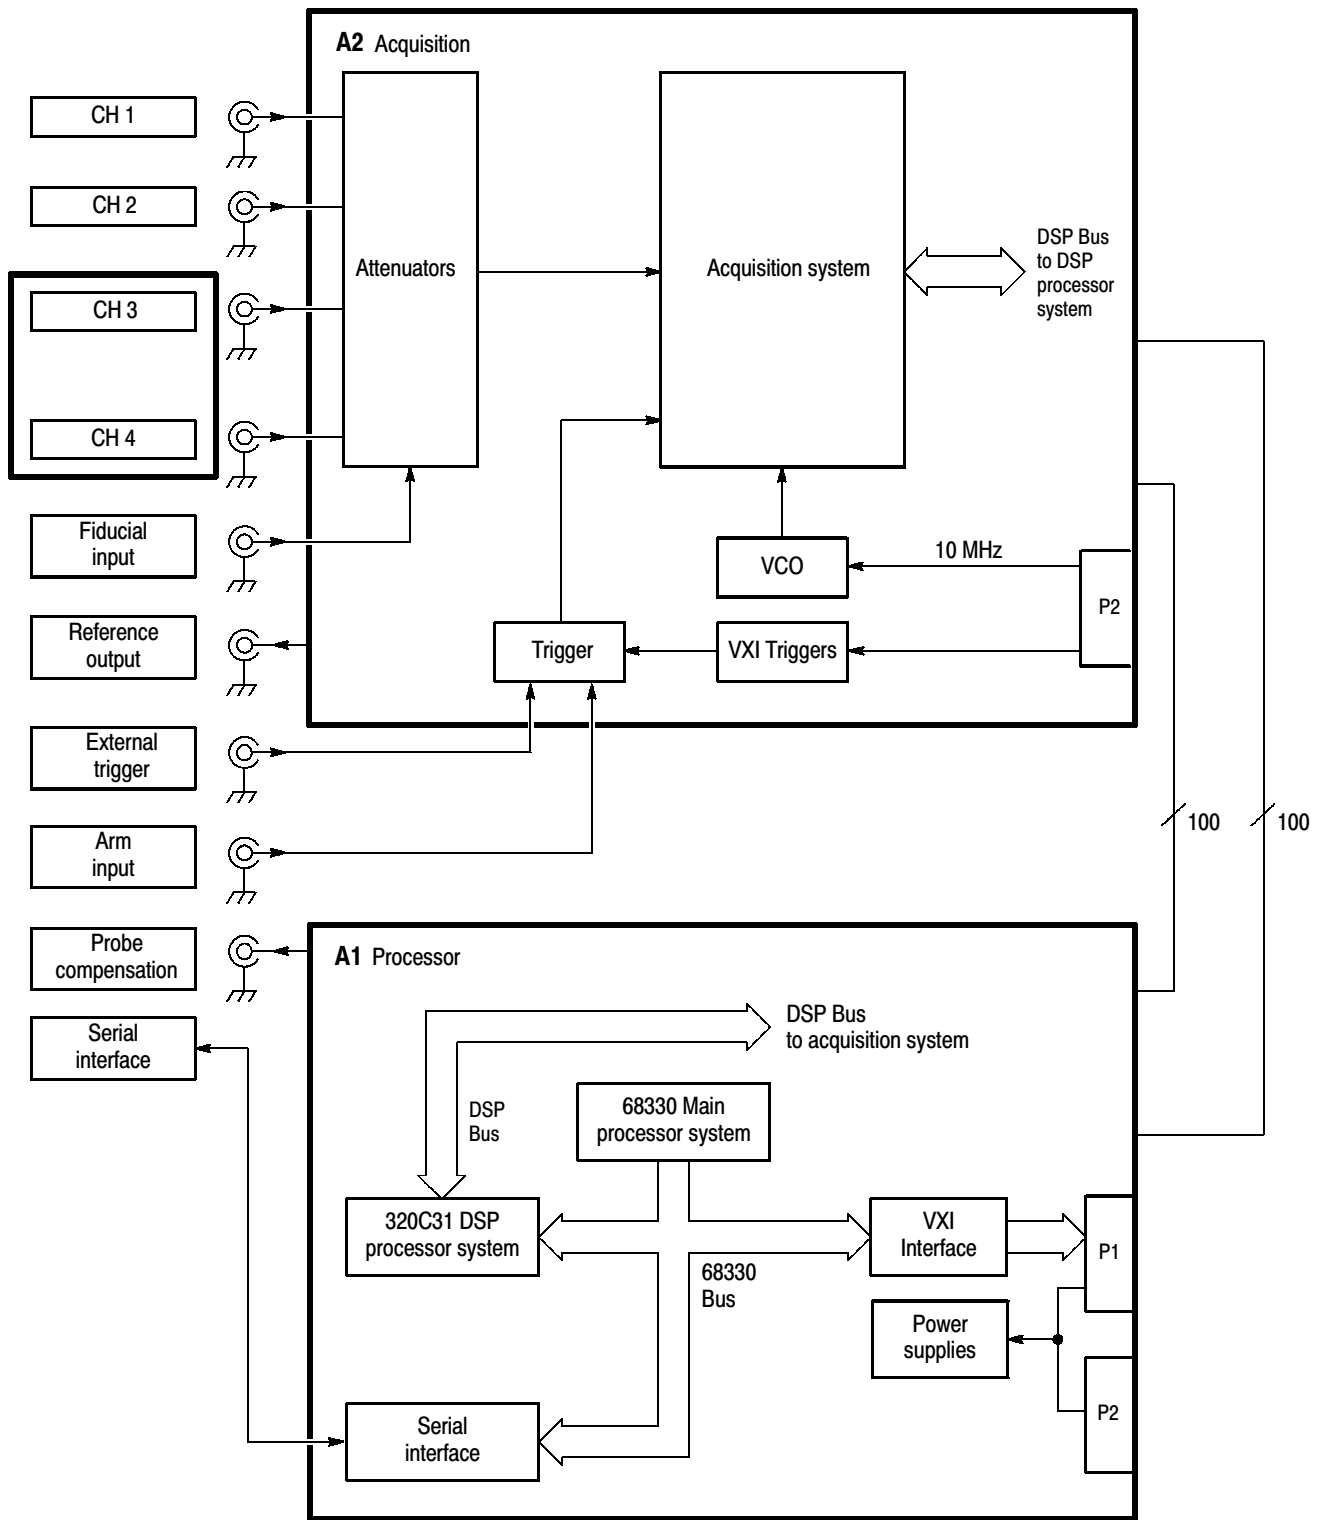 A2 Acquisition
CH 1
CH 2
CH 3
CH 4
Fiducial
input
Reference
output
External
trigger
Arm
input
Probe
compensation
Serial
interface
Attenuators
Acquisition system
DSP Bus
to DSP
processor
system
VCO
10 MHz
P2
Trigger
VXI Triggers
100
100
A1 Processor
DSP Bus
to acquisition system
DSP
Bus
68330 Main
processor system
320C31 DSP
processor system
VXI
Interface
P1
68330
Bus
Power
supplies
P2
Serial
interface